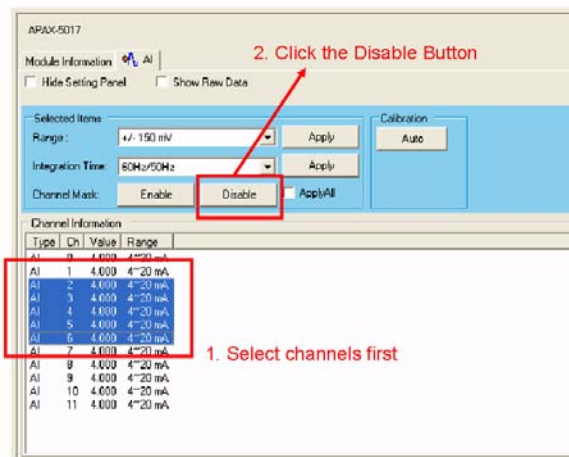 APAX-5017
2. Click the Disable Button
Module Information AI
Hide Setting Panel Show Raw Data
Selected Items
Calibration
Range : +/- 150 mV Apply Auto
Integration Time: 60Hz/50Hz Apply
Channel Mask: Enable Disable ApplyAll
Channel Information
Type Ch Value Range
AI 0 4.000 4~20 mA
AI 1 4.000 4~20 mA
AI 2 4.000 4~20 mA
AI 3 4.000 4~20 mA
AI 4 4.000 4~20 mA
AI 5 4.000 4~20 mA
AI 6 4.000 4~20 mA
AI 7 4.000 4~20 mA
1. Select channels first
AI 8 4.000 4~20 mA
AI 9 4.000 4~20 mA
AI 10 4.000 4~20 mA
AI 11 4.000 4~20 mA